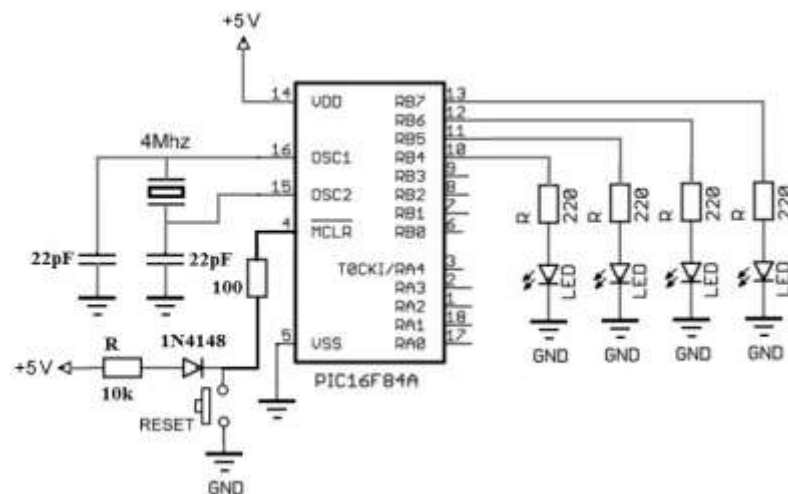 +5V
14 VDD RB7 13
RB6 12
RB5 11
4Mhz
16 OSC1 RB4 10
RB3 9
15 OSC2 RB2 8
RB1 7
4 MCLR RB0 6
R 220 R 220 R 220 R 220
22pF 22pF
100
T0CKI/RA4 3
RA3 2
RA2 1
RA1 18
5 VSS RA0 17
LED LED LED LED
GND GND GND GND
R 1N4148
+5V
10k
PIC16F84A
RESET
GND